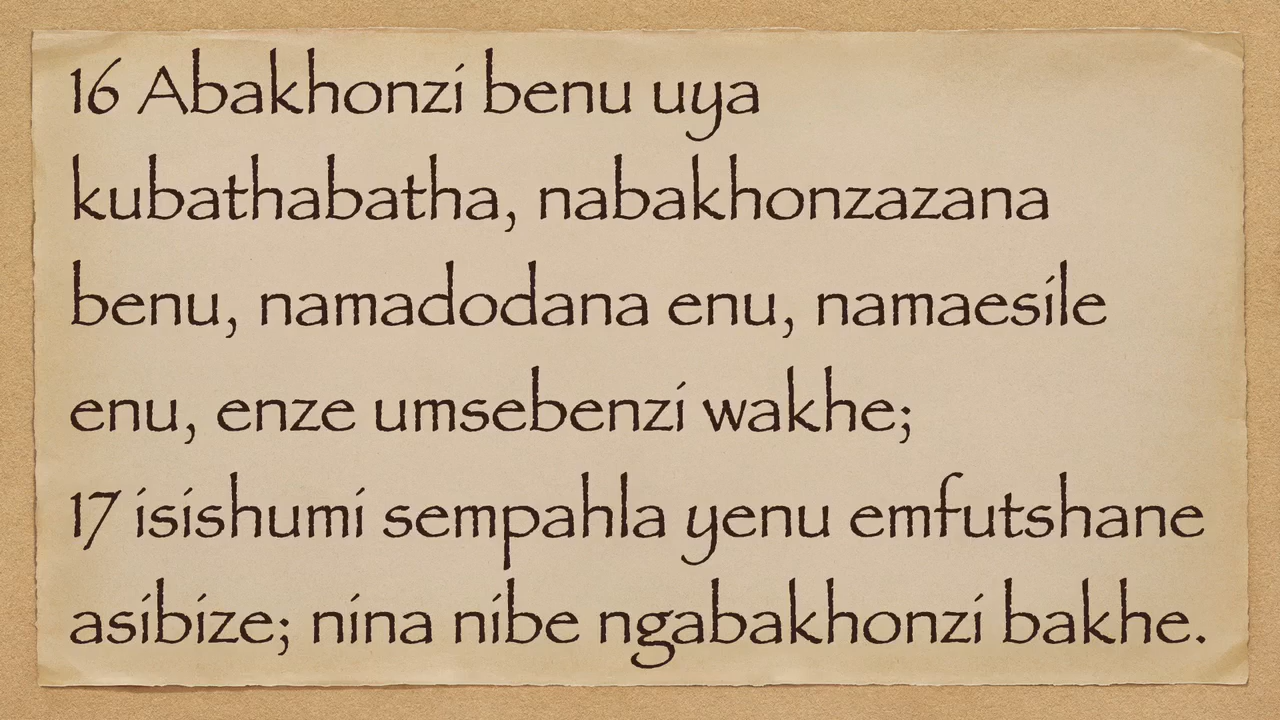 16 Abakhonzi benu uya
kubathabatha, nabakhonzazana
benu, namadodana enu, namaesile
enu, enze umsebenzi wakhe;
17 isishumi sempahla yenu emfutshane
asibize; nina nibe ngabakhonzi bakhe.